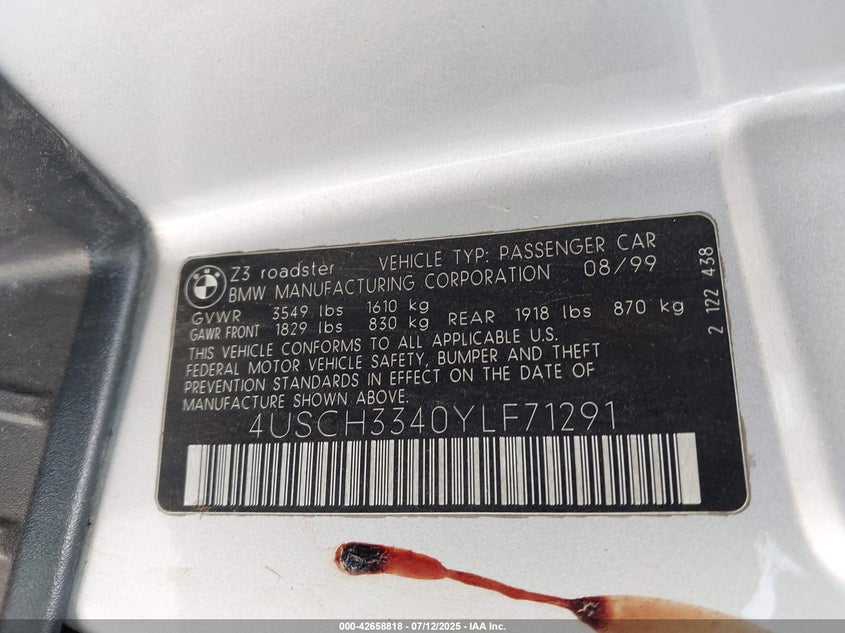 BMW
Z3 roadster VEHICLE TYP: PASSENGER CAR
BMW MANUFACTURING CORPORATION 08/99
GVWR 3549 lbs 1610 kg
GAWR FRONT 1829 lbs 830 kg REAR 1918 lbs 870 kg
THIS VEHICLE CONFORMS TO ALL APPLICABLE U.S.
FEDERAL MOTOR VEHICLE SAFETY, BUMPER AND THEFT
PREVENTION STANDARDS IN EFFECT ON THE DATE OF
MANUFACTURE SHOWN ABOVE.
4USCH3340YLF71291
2 122 438
000-42658818 - 07/12/2025 - IAA Inc.